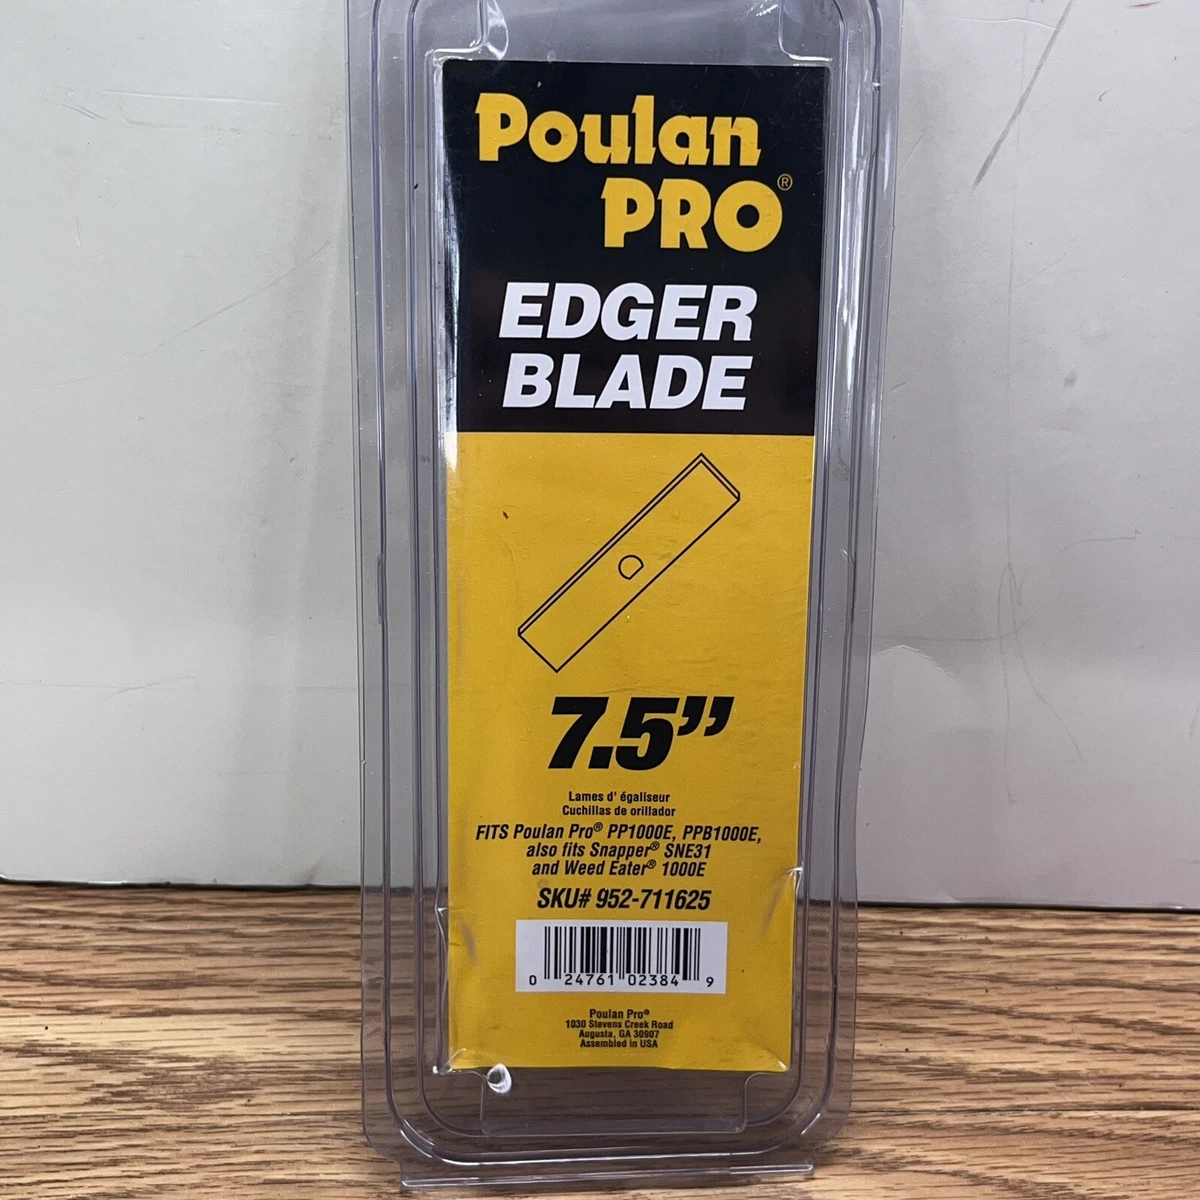 Poulan
PRO®
EDGER
BLADE
7.5”
Lames d' égaliseur
Cuchillas de orillador
FITS Poulan Pro® PP1000E, PPB1000E,
also fits Snapper® SNE31
and Weed Eater® 1000E
SKU# 952-711625
0 24761 02384 9
Poulan Pro®
1030 Stevens Creek Road
Augusta, GA 30907
Assembled in USA